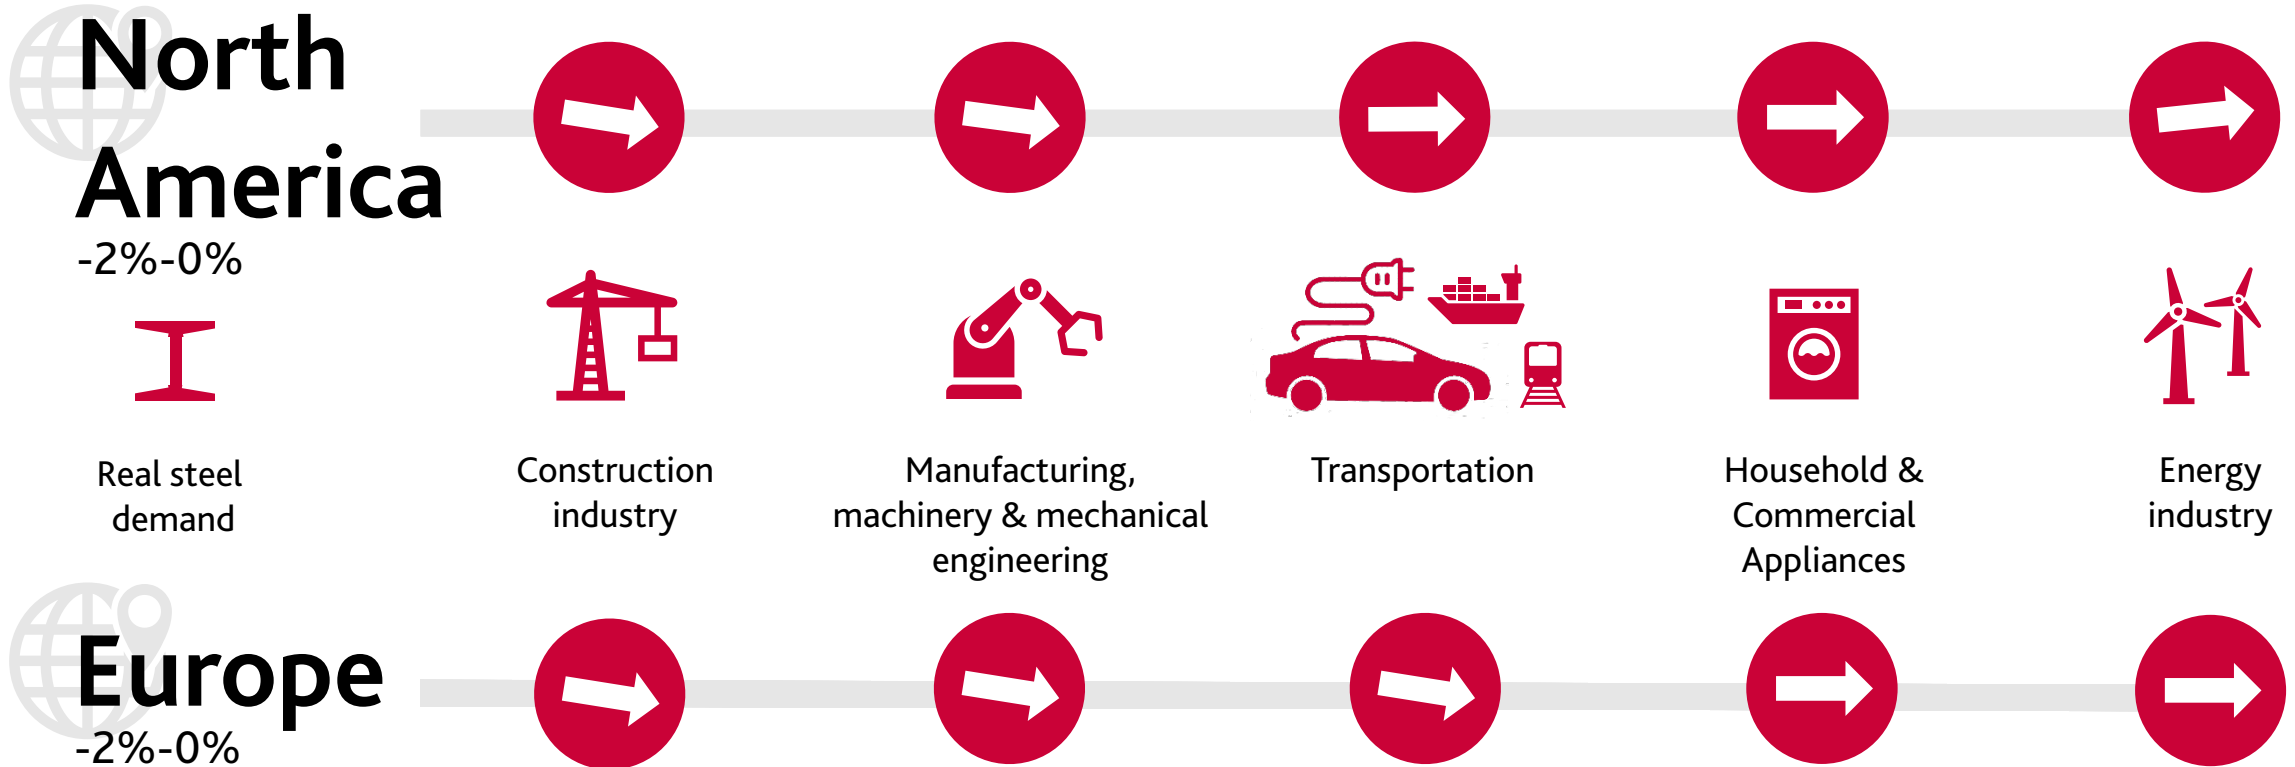 North
America
-2%-0%
Real steel
demand
Construction
industry
Manufacturing,
machinery & mechanical
engineering
Transportation
Household &
Commercial
Appliances
Energy
industry
Europe
-2%-0%